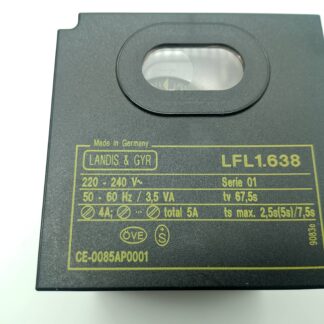 Made in Germany
LANDIS & GYR LFL1.638
220 - 240 V~ Serie 01
50 - 60 Hz / 3,5 VA tv 67,5s
4A; ··· total 5A ts max. 2,5s(5s)/7,5s
ÖVE +S
CE-0085AP0001
9083e